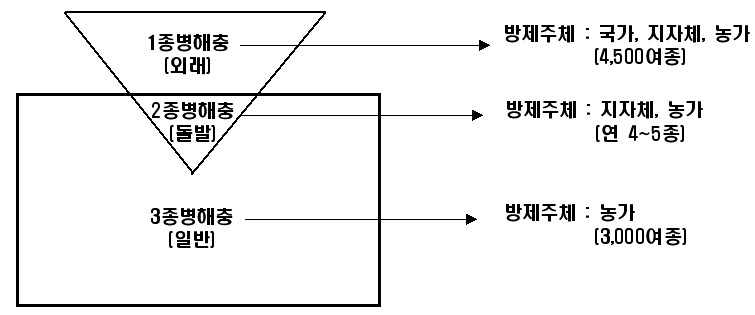 1종병해충
(외래)
방제주체 : 국가, 지자체, 농가
(4,500여종)
2종병해충
(돌발)
방제주체 : 지자체, 농가
(연 4~5종)
3종병해충
(일반)
방제주체 : 농가
(3,000여종)